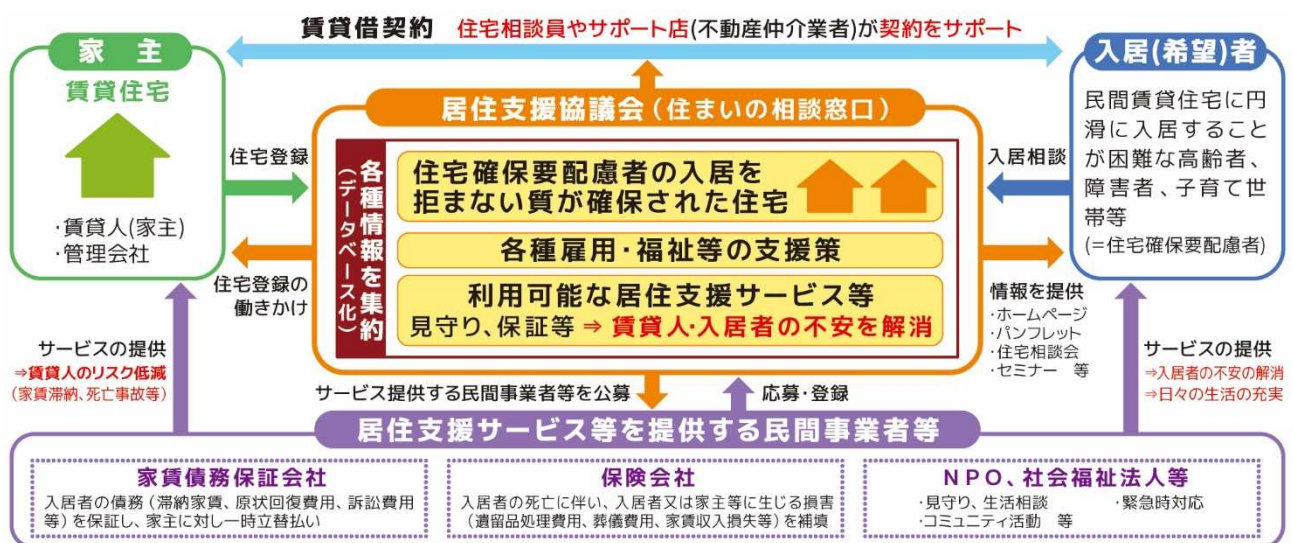 賃貸借契約 住宅相談員やサポート店(不動産仲介業者)が契約をサポート
家 主
賃貸住宅
・賃貸人(家主)
・管理会社
住宅登録
住宅登録の
働きかけ
居住支援協議会(住まいの相談窓口)
各種情報を集約
(データベース化)
住宅確保要配慮者の入居を
拒まない質が確保された住宅
各種雇用・福祉等の支援策
利用可能な居住支援サービス等
見守り、保証等⇒賃貸人・入居者の不安を解消
入居(希望)者
民間賃貸住宅に円
滑に入居すること
が困難な高齢者、
障害者、子育て世
帯等
(=住宅確保要配慮者)
入居相談
情報を提供
・ホームページ
・パンフレット
・住宅相談会
・セミナー 等
サービスの提供
⇒賃貸人のリスク低減
(家賃滞納、死亡事故等)
サービス提供する民間事業者等を公募
応募・登録
サービスの提供
⇒入居者の不安の解消
⇒日々の生活の充実
居住支援サービス等を提供する民間事業者等
家賃債務保証会社
入居者の債務(滞納家賃、原状回復費用、訴訟費用
等)を保証し、家主に対し一時立替払い
保険会社
入居者の死亡に伴い、入居者又は家主等に生じる損害
(遺留品処理費用、葬儀費用、家賃収入損失等)を補填
NPO、社会福祉法人等
・見守り、生活相談 ・緊急時対応
・コミュニティ活動 等